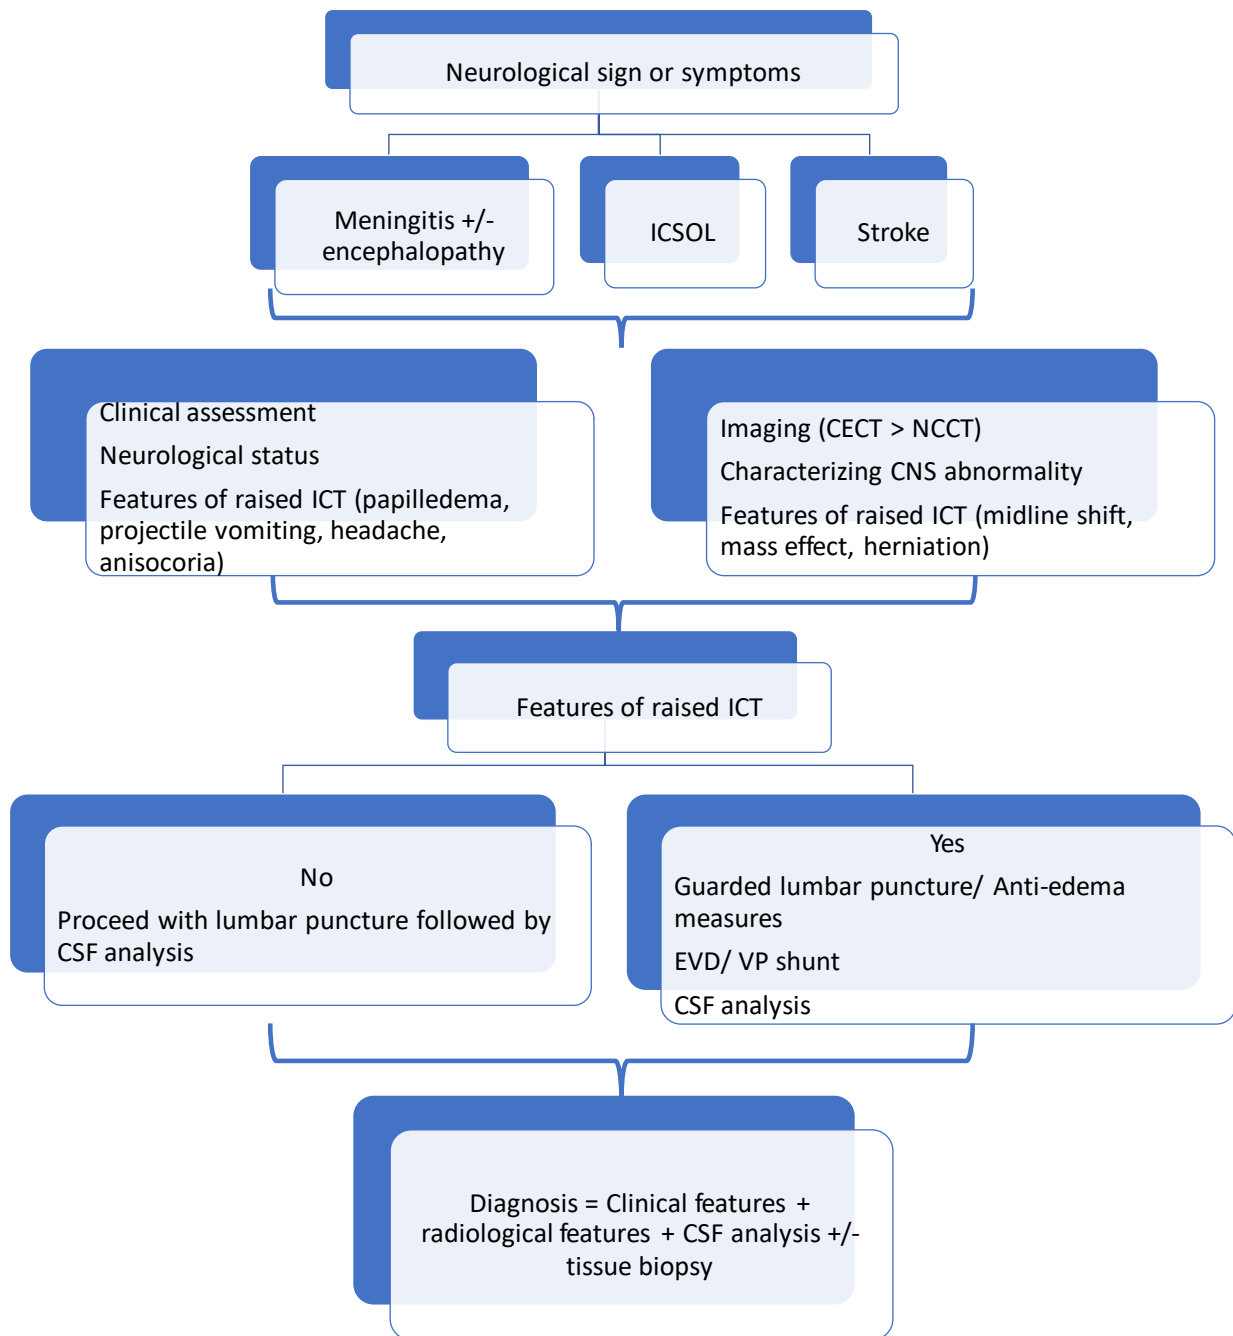 Neurological sign or symptoms
Meningitis +/-
encephalopathy
ICSOL
Stroke
Clinical assessment
Neurological status
Features of raised ICT (papilledema,
projectile vomiting, headache,
anisocoria)
Imaging (CECT > NCCT)
Characterizing CNS abnormality
Features of raised ICT (midline shift,
mass effect, herniation)
Features of raised ICT
No
Proceed with lumbar puncture followed by
CSF analysis
Yes
Guarded lumbar puncture/ Anti-edema
measures
EVD/ VP shunt
CSF analysis
Diagnosis = Clinical features +
radiological features + CSF analysis +/-
tissue biopsy